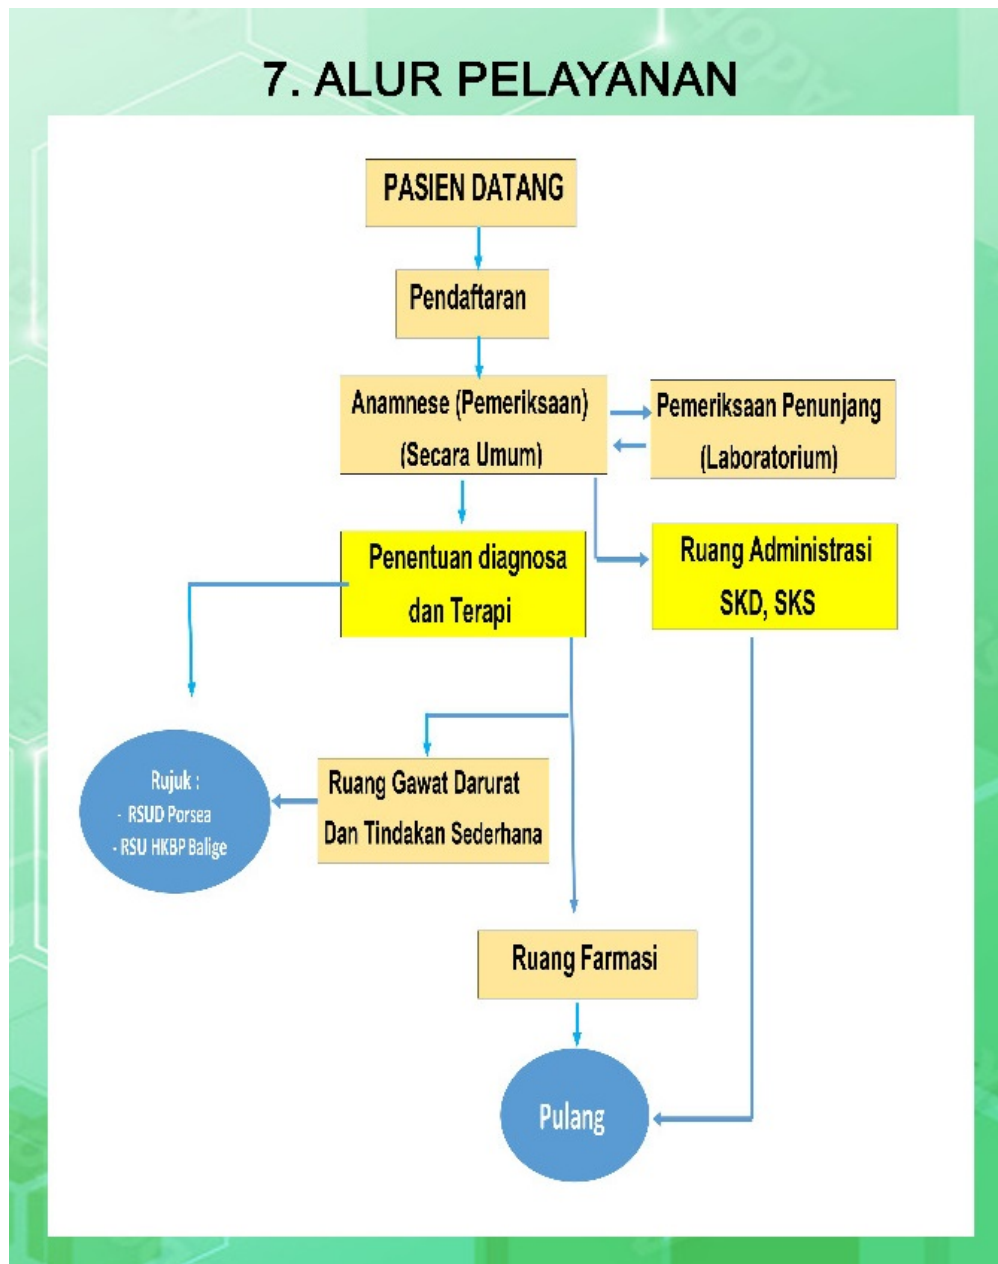 7. ALUR PELAYANAN
PASIEN DATANG
Pendaftaran
Anamnese (Pemeriksaan)
(Secara Umum)
Pemeriksaan Penunjang
(Laboratorium)
Penentuan diagnosa
dan Terapi
Ruang Administrasi
SKD, SKS
Rujuk :
- RSUD Porsea
- RSU HKBP Balige
Ruang Gawat Darurat
Dan Tindakan Sederhana
Ruang Farmasi
Pulang